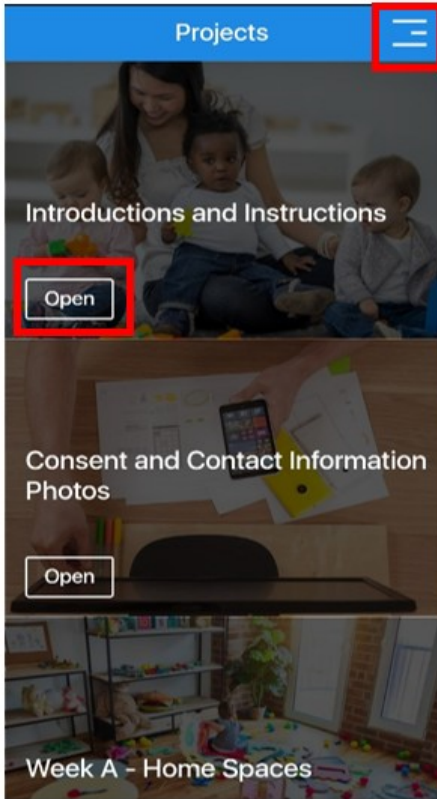 Projects
Introductions and Instructions
Open
Consent and Contact Information
Photos
Open
Week A - Home Spaces